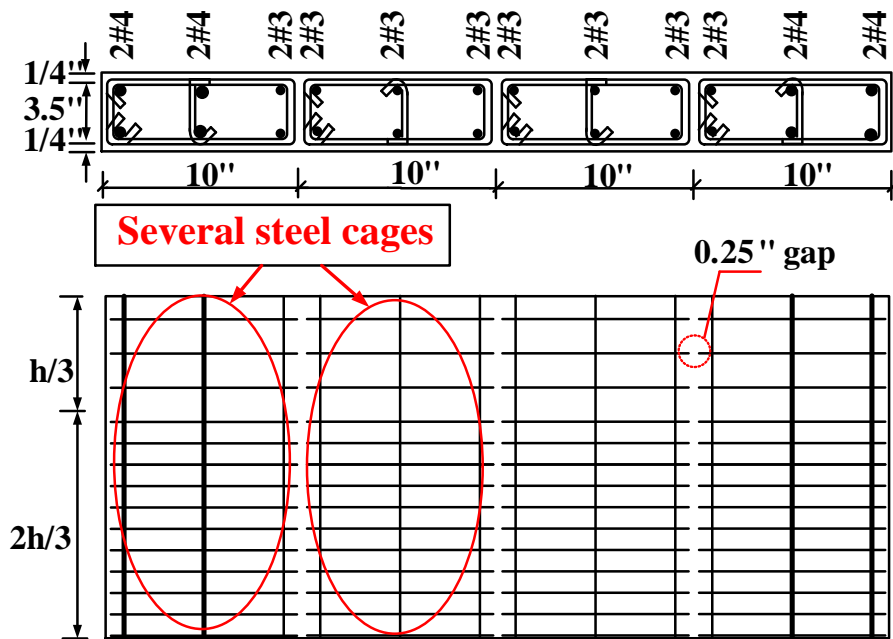 2#4 2#4 2#3 2#3 2#3 2#3 2#3 2#3 2#3 2#3 2#4 2#4
1/4"
3.5"
1/4"
10" 10" 10" 10"
Several steel cages
0.25" gap
h/3
2h/3